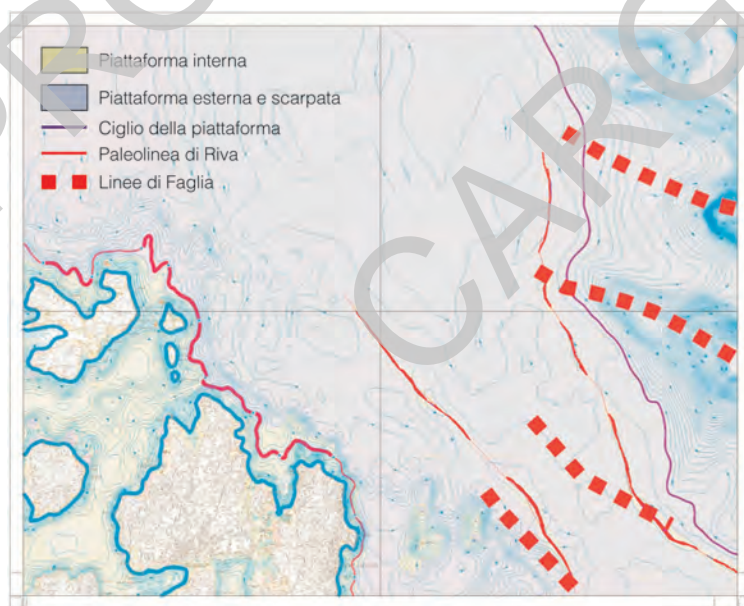 Piattaforma interna
Piattaforma esterna e scarpata
Ciglio della piattaforma
Paleolinea di Riva
Linee di Faglia
CARG